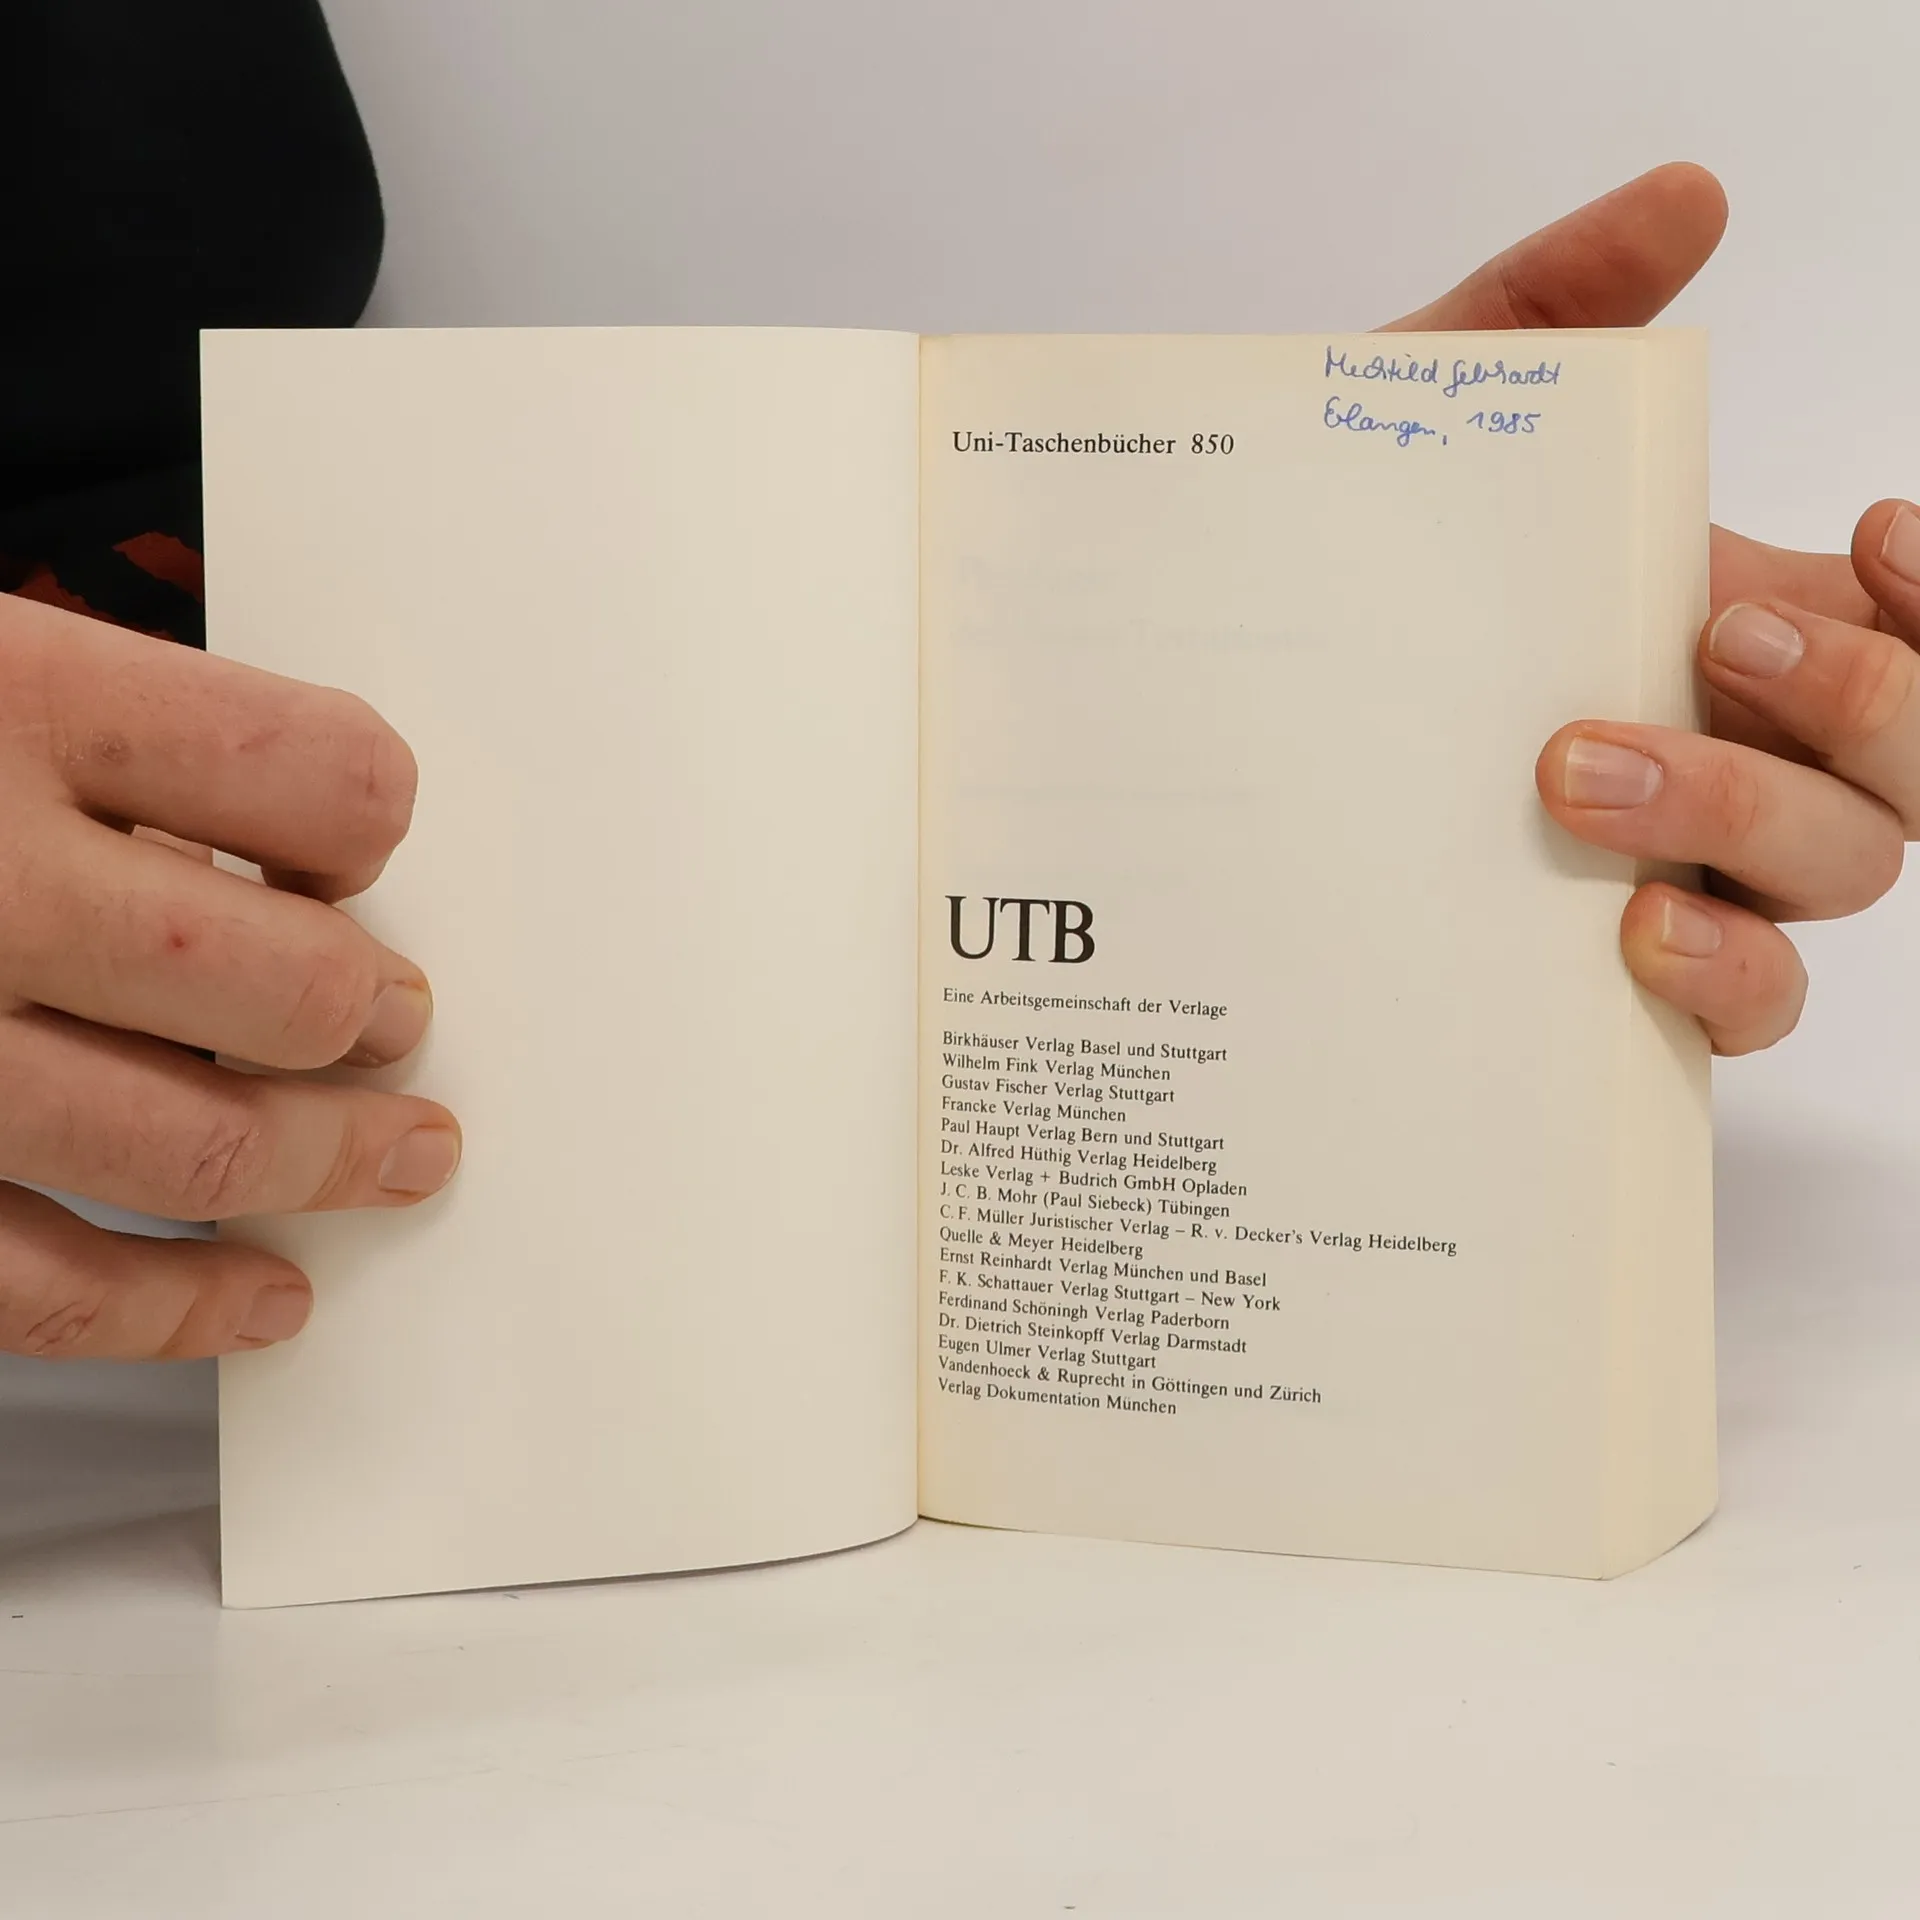 Mechtild Gebhardt
Erlangen, 1985
Uni-Taschenbücher 850
UTB
Eine Arbeitsgemeinschaft der Verlage
Birkhäuser Verlag Basel und Stuttgart
Wilhelm Fink Verlag München
Gustav Fischer Verlag Stuttgart
Francke Verlag München
Paul Haupt Verlag Bern und Stuttgart
Dr. Alfred Hüthig Verlag Heidelberg
Leske Verlag + Budrich GmbH Opladen
J. C. B. Mohr (Paul Siebeck) Tübingen
C. F. Müller Juristischer Verlag – R. v. Decker's Verlag Heidelberg
Quelle & Meyer Heidelberg
Ernst Reinhardt Verlag München und Basel
F. K. Schattauer Verlag Stuttgart – New York
Ferdinand Schöningh Verlag Paderborn
Dr. Dietrich Steinkopff Verlag Darmstadt
Eugen Ulmer Verlag Stuttgart
Vandenhoeck & Ruprecht in Göttingen und Zürich
Verlag Dokumentation München